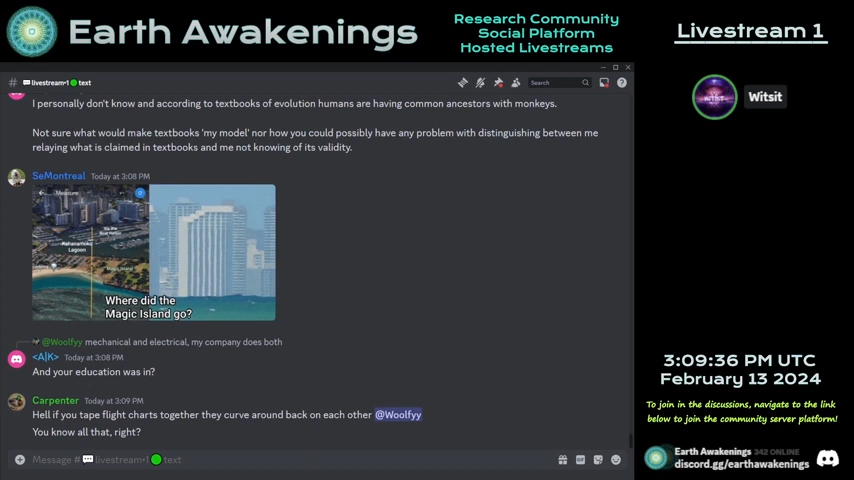 Earth Awakenings
Research Community
Social Platform
Hosted Livestreams
Livestream 1
# livestream•1 text
Search
I personally don't know and according to textbooks of evolution humans are having common ancestors with monkeys.
Not sure what would make textbooks 'my model' nor how you could possibly have any problem with distinguishing between me
relaying what is claimed in textbooks and me not knowing of its validity.
SeMontreal Today at 3:08 PM
Measure
Kahanamoku
Lagoon
Magic Island
Where did the
Magic Island go?
@Woolfyy mechanical and electrical, my company does both
<A|K> Today at 3:08 PM
And your education was in?
Carpenter Today at 3:09 PM
Hell if you tape flight charts together they curve around back on each other @Woolfyy
You know all that, right?
Message # livestream•1 text
GIF
WITSIT
Witsit
3:09:36 PM UTC
February 13 2024
To join in the discussions, navigate to the link
below to join the community server platform!
Earth Awakenings 342 ONLINE
discord.gg/earthawakenings